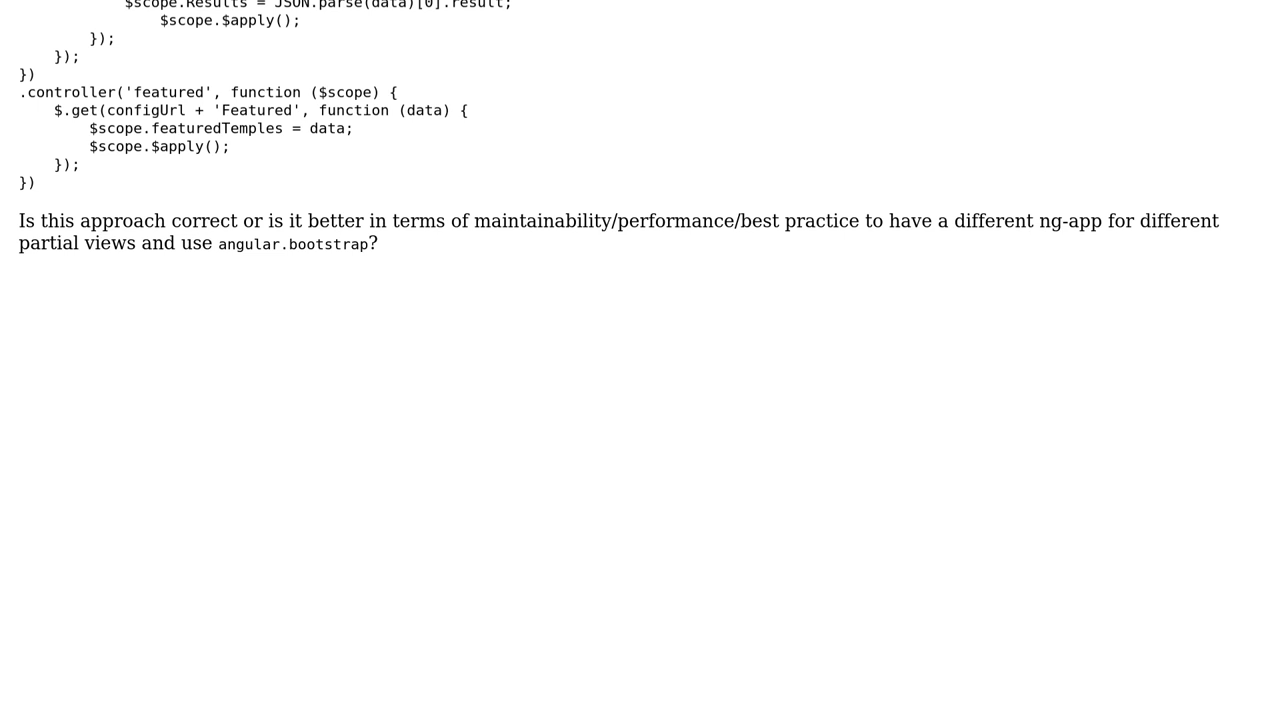 $scope.Results = JSON.parse(data)[0].result;
$scope.$apply();
});
});
})
.controller('featured', function ($scope) {
$.get(configUrl + 'Featured', function (data) {
$scope.featuredTemples = data;
$scope.$apply();
});
})
Is this approach correct or is it better in terms of maintainability/performance/best practice to have a different ng-app for different
partial views and use angular.bootstrap?